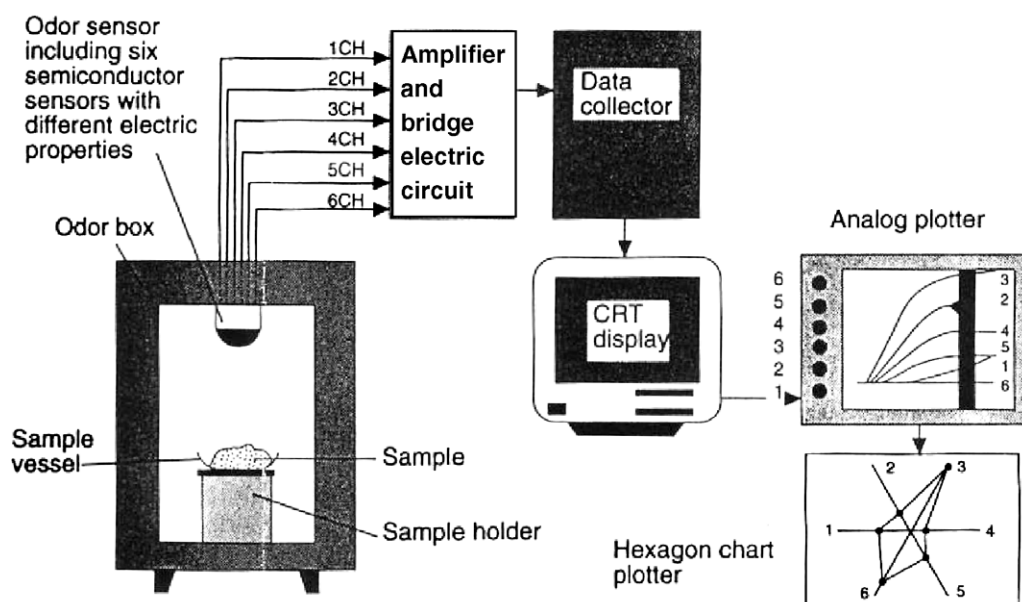 Odor sensor
including six
semiconductor
sensors with
different electric
properties
1CH
2CH
3CH
4CH
5CH
6CH
Amplifier
and
bridge
electric
circuit
Data
collector
Odor box
Sample
vessel
Sample
Sample holder
CRT
display
Analog plotter
6
5
4
3
2
1
3
2
4
5
1
6
Hexagon chart
plotter
2
3
1
4
6
5